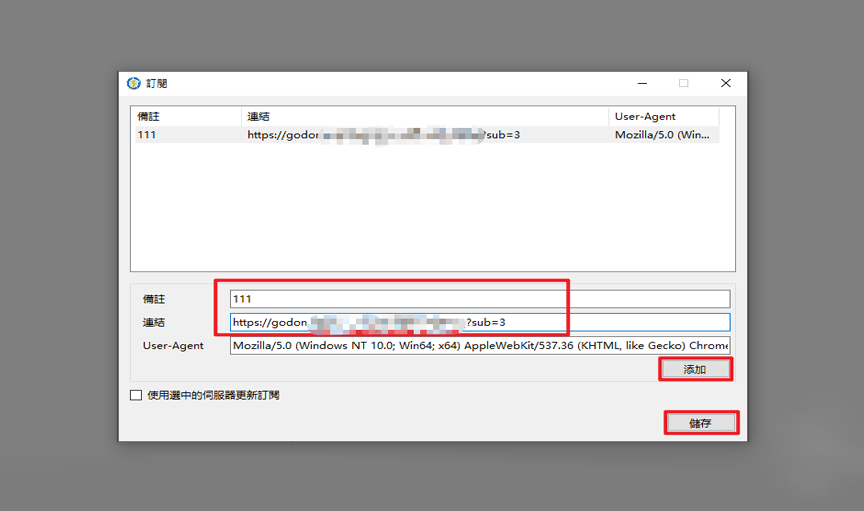 訂閱
備註 連結 User-Agent
111 https://godon ?sub=3 Mozilla/5.0 (Win...
備註 111
連結 https://godon ?sub=3
User-Agent Mozilla/5.0 (Windows NT 10.0; Win64; x64) AppleWebKit/537.36 (KHTML, like Gecko) Chrome
添加
使用選中的伺服器更新訂閱
儲存